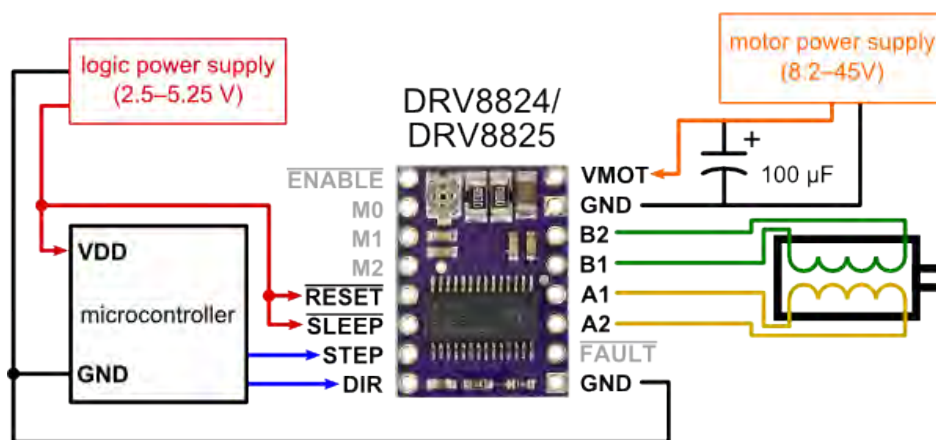 logic power supply
(2.5–5.25 V)
motor power supply
(8.2–45V)
DRV8824/
DRV8825
+
100 µF
ENABLE
M0
M1
M2
RESET
SLEEP
STEP
DIR
VMOT
GND
B2
B1
A1
A2
FAULT
GND
VDD
microcontroller
GND